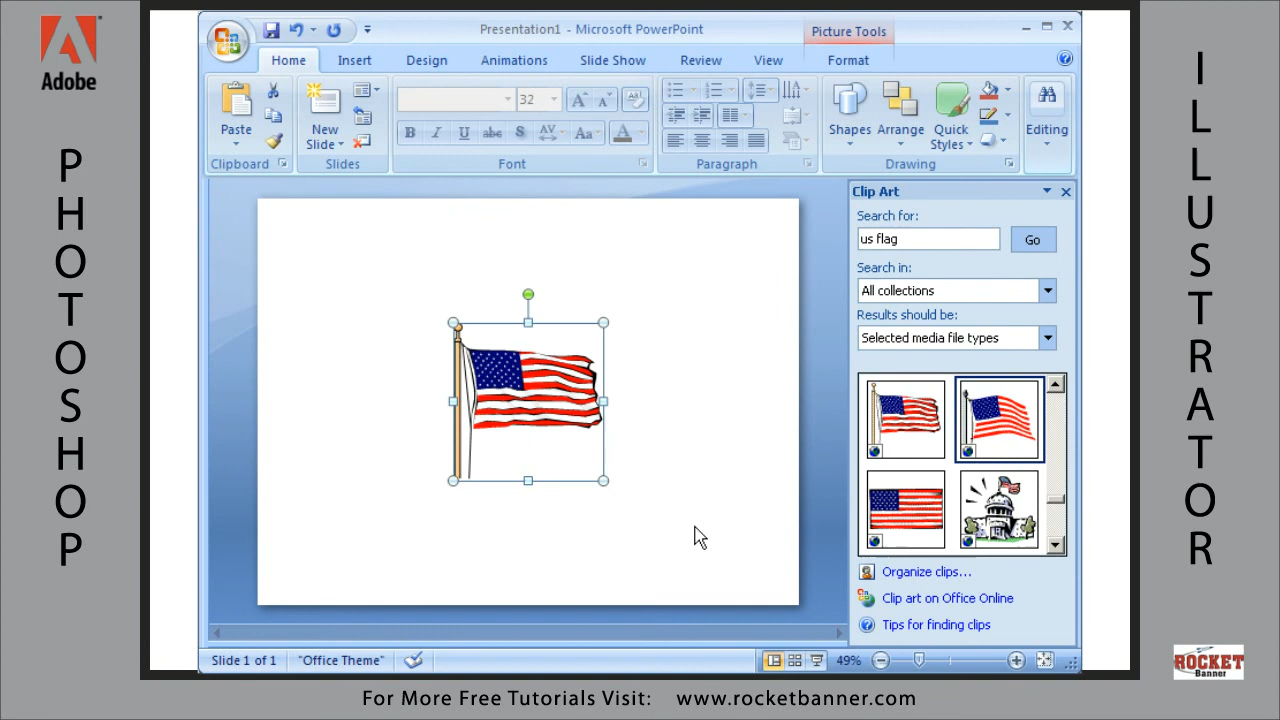 Adobe
PHOTOSHOP
ILLUSTRATOR
Presentation1 - Microsoft PowerPoint
Picture Tools
Home Insert Design Animations Slide Show Review View Format
Paste
New
Slide
32
B I U abc S AV Aa A
Shapes
Arrange
Quick
Styles
Editing
Clipboard Slides Font Paragraph Drawing
Clip Art
Search for:
us flag Go
Search in:
All collections
Results should be:
Selected media file types
Organize clips...
Clip art on Office Online
Tips for finding clips
Slide 1 of 1 "Office Theme" 49%
ROCKET
Banner
For More Free Tutorials Visit: www.rocketbanner.com